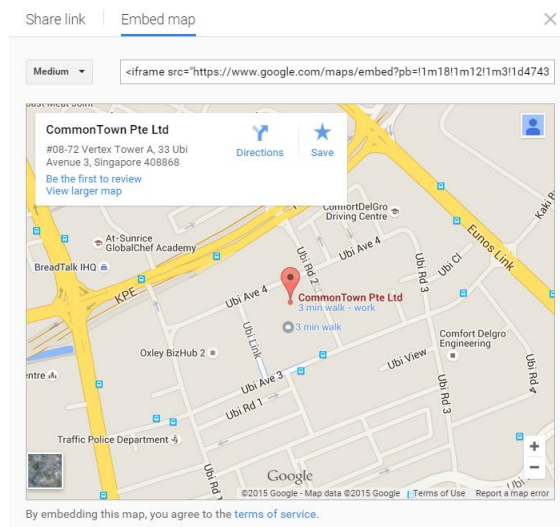 Share link
Embed map
Medium
<iframe src="https://www.google.com/maps/embed?pb=!1m18!1m12!1m3!1d4743
CommonTown Pte Ltd
#08-72 Vertex Tower A, 33 Ubi
Avenue 3, Singapore 408868
Be the first to review
View larger map
Directions
Save
ComfortDelGro
Driving Centre
Kaki
Eunos Link
At-Sunrice
GlobalChef Academy
BreadTalk IHQ
KPE
Ubi Ave 4
Ubi Rd 2
Ubi Ave 4
Ubi Rd 3
Ubi Cl
CommonTown Pte Ltd
3 min walk - work
3 min walk
Ubi Link
Oxley BizHub 2
Comfort Delgro
Engineering
Ubi View
Ubi Rd 4
entre
Ubi Ave 3
Ubi Rd 1
Ubi Rd 3
Traffic Police Department
Ubi Rd
Ubi
Google
©2015 Google - Map data ©2015 Google
Terms of Use
Report a map error
By embedding this map, you agree to the terms of service.